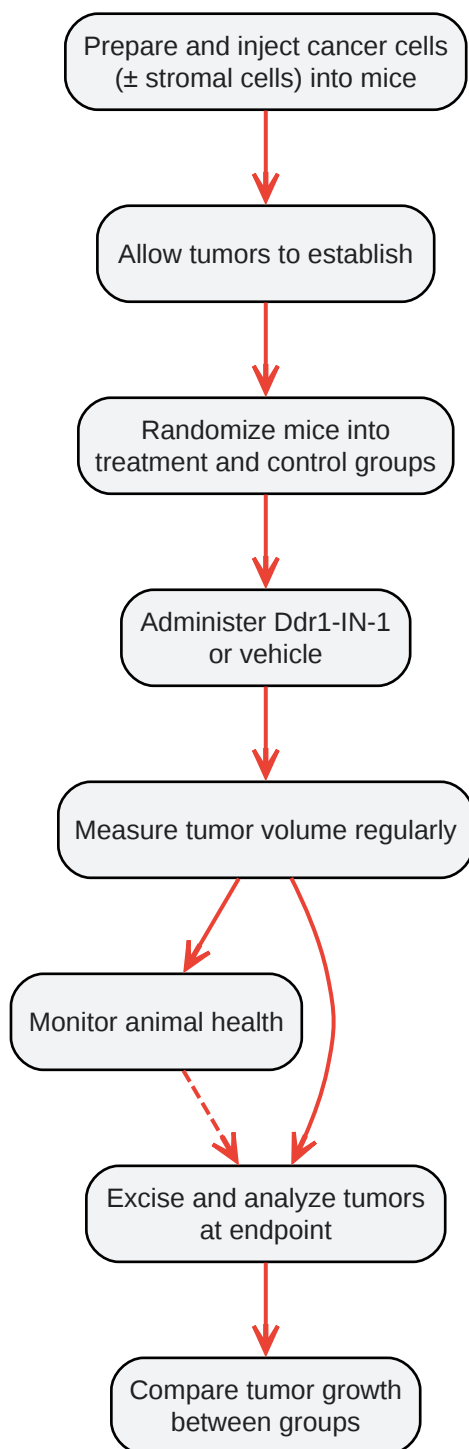 Prepare and inject cancer cells
(± stromal cells) into mice
Allow tumors to establish
Randomize mice into
treatment and control groups
Administer Ddr1-IN-1
or vehicle
Measure tumor volume regularly
Monitor animal health
Excise and analyze tumors
at endpoint
Compare tumor growth
between groups